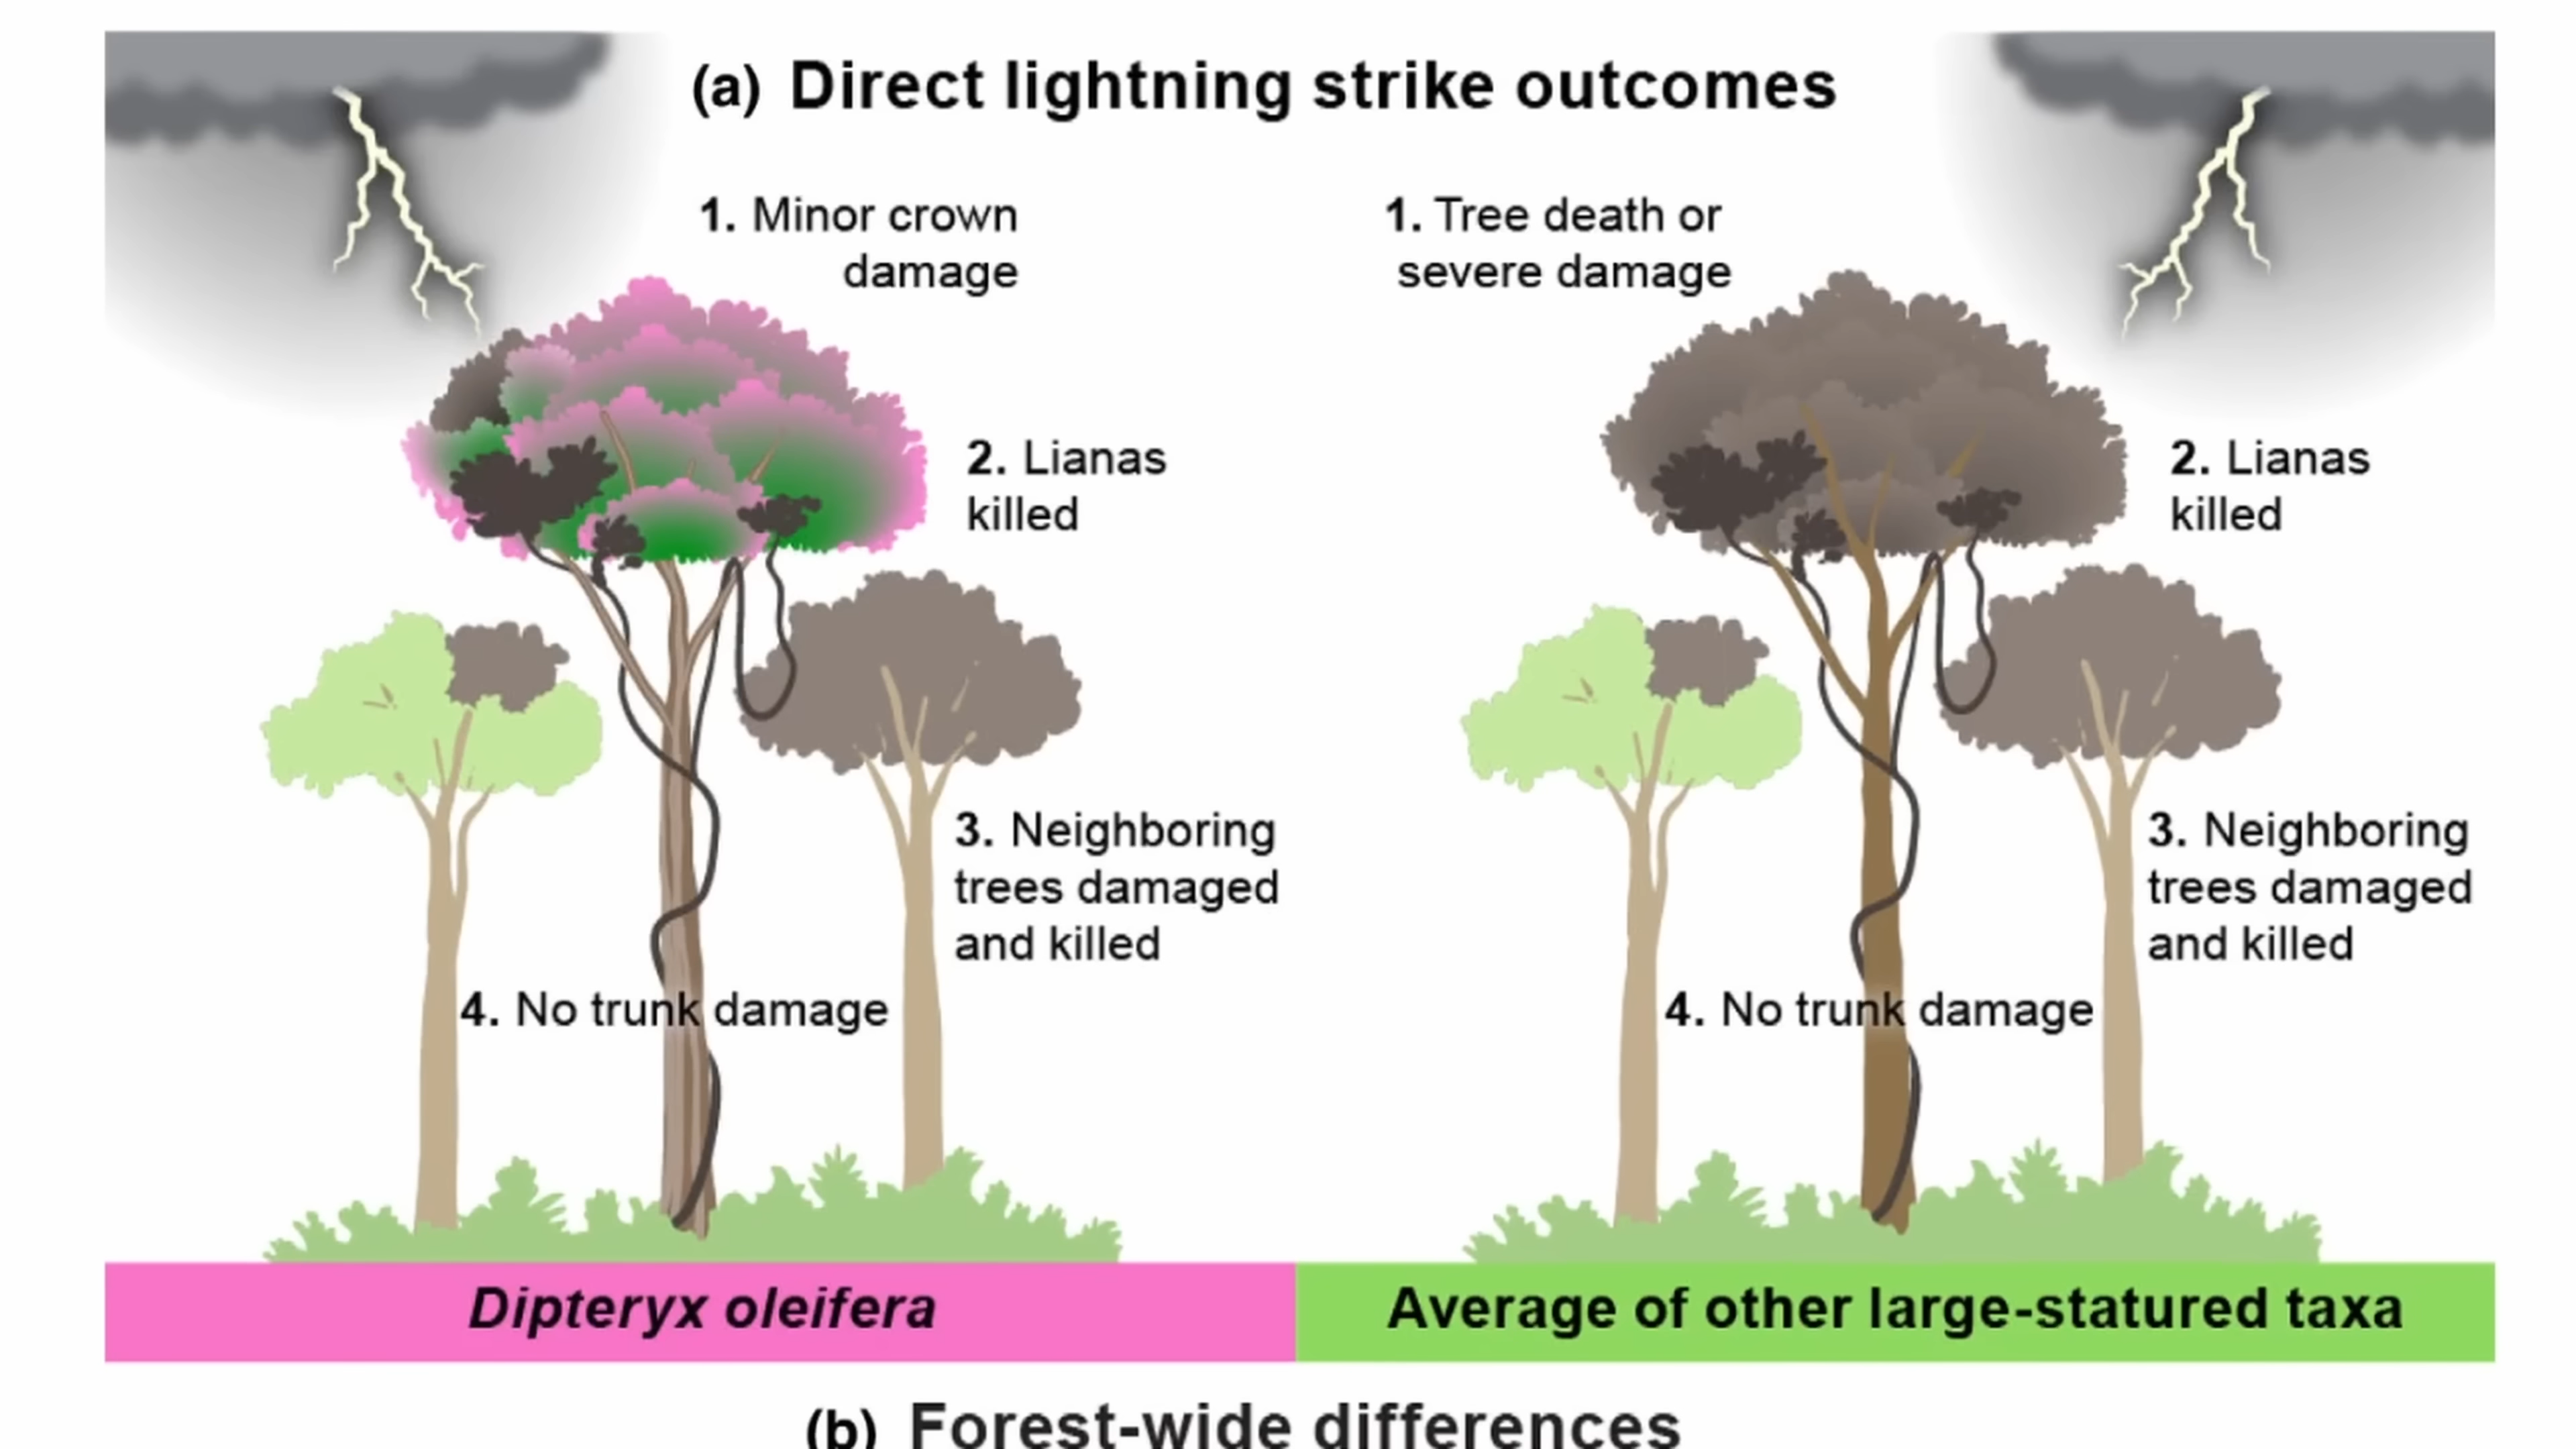 (a) Direct lightning strike outcomes
1. Minor crown
damage
2. Lianas
killed
3. Neighboring
trees damaged
and killed
4. No trunk damage
Dipteryx oleifera
1. Tree death or
severe damage
2. Lianas
killed
3. Neighboring
trees damaged
and killed
4. No trunk damage
Average of other large-statured taxa
(b) Forest-wide differences